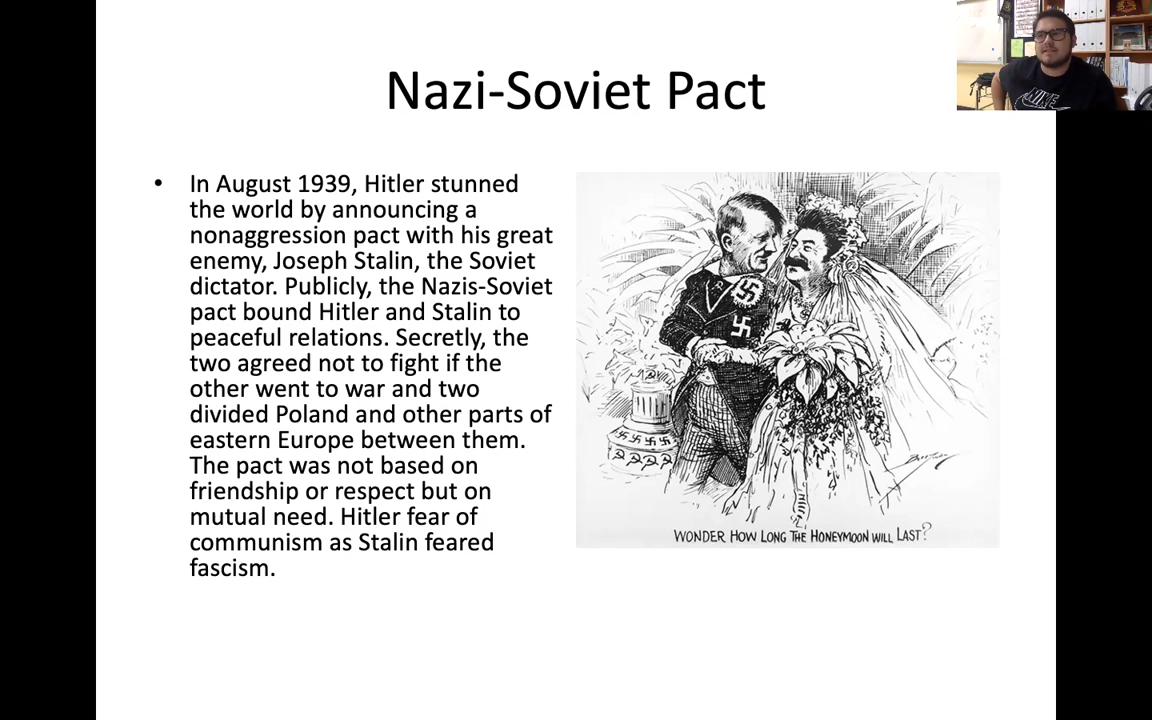 Nazi-Soviet Pact
• In August 1939, Hitler stunned
the world by announcing a
nonaggression pact with his great
enemy, Joseph Stalin, the Soviet
dictator. Publicly, the Nazis-Soviet
pact bound Hitler and Stalin to
peaceful relations. Secretly, the
two agreed not to fight if the
other went to war and two
divided Poland and other parts of
eastern Europe between them.
The pact was not based on
friendship or respect but on
mutual need. Hitler fear of
communism as Stalin feared
fascism.
WONDER HOW LONG THE HONEYMOON WILL LAST?
NIKE